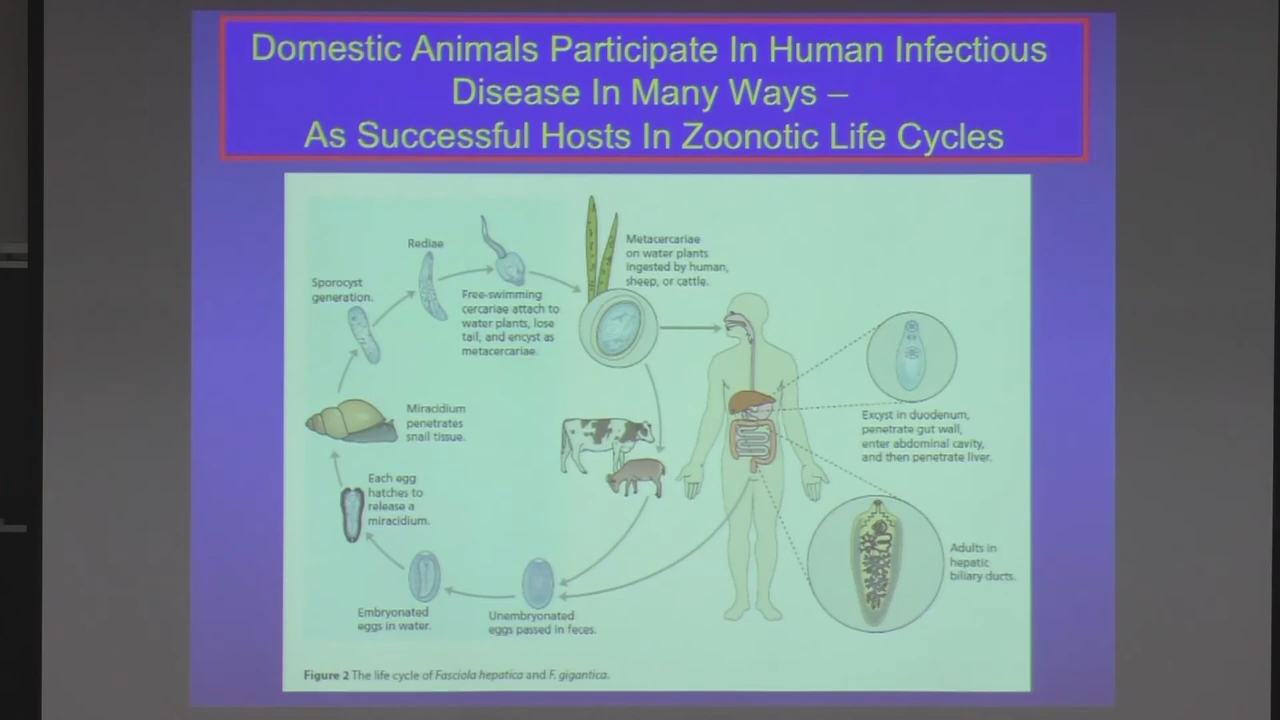 Domestic Animals Participate In Human Infectious
Disease In Many Ways –
As Successful Hosts In Zoonotic Life Cycles
Metacercariae
on water plants
ingested by human,
sheep, or cattle.
Rediae
Sporocyst
generation.
Free-swimming
cercariae attach to
water plants, lose
tail, and encyst as
metacercariae.
Miracidium
penetrates
snail tissue.
Excyst in duodenum,
penetrate gut wall,
enter abdominal cavity,
and then penetrate liver.
Each egg
hatches to
release a
miracidium.
Adults in
hepatic
biliary ducts.
Embryonated
eggs in water.
Unembryonated
eggs passed in feces.
Figure 2 The life cycle of Fasciola hepatica and F. gigantica.